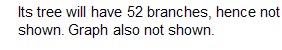 Its tree will have 52 branches, hence not
shown. Graph also not shown.